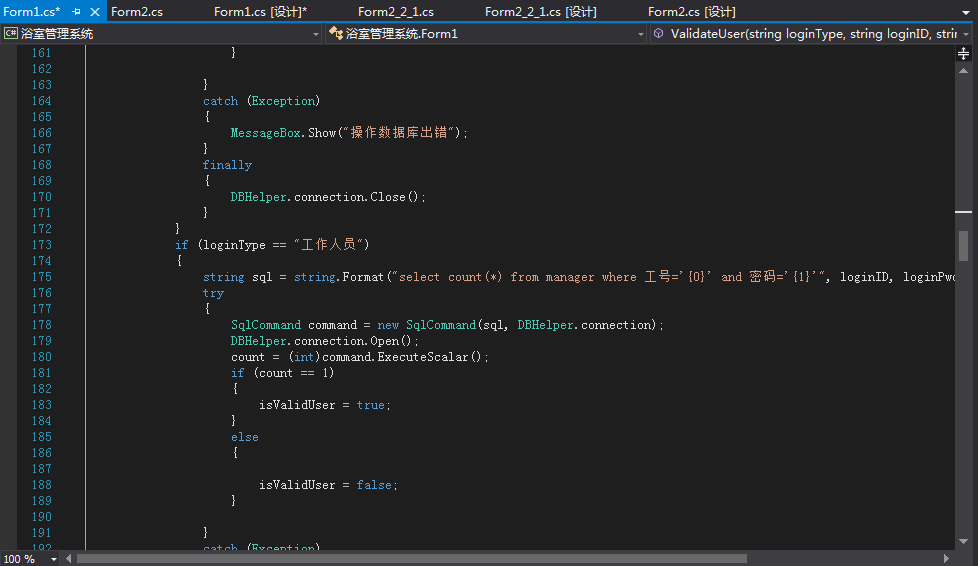 Form1.cs* Form2.cs Form1.cs [设计]* Form2_2_1.cs Form2_2_1.cs [设计] Form2.cs [设计]
C# 浴室管理系统 浴室管理系统.Form1 ValidateUser(string loginType, string loginID, strir
161 }
162
163 }
164 catch (Exception)
165 {
166 MessageBox.Show("操作数据库出错");
167 }
168 finally
169 {
170 DBHelper.connection.Close();
171 }
172 }
173 if (loginType == "工作人员")
174 {
175 string sql = string.Format("select count(*) from manager where 工号='{0}' and 密码='{1}'", loginID, loginPwd
176 try
177 {
178 SqlCommand command = new SqlCommand(sql, DBHelper.connection);
179 DBHelper.connection.Open();
180 count = (int)command.ExecuteScalar();
181 if (count == 1)
182 {
183 isValidUser = true;
184 }
185 else
186 {
187
188 isValidUser = false;
189 }
190
191 }
192 catch (Exception)
100 %